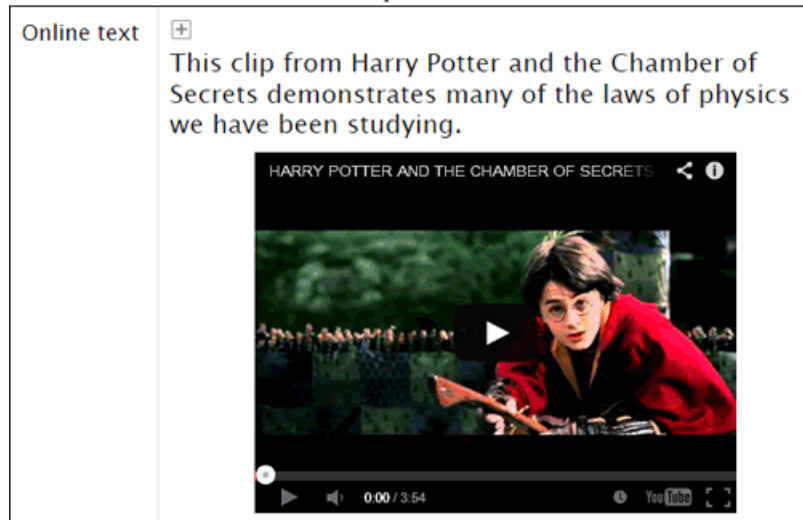 Online text
This clip from Harry Potter and the Chamber of
Secrets demonstrates many of the laws of physics
we have been studying.
HARRY POTTER AND THE CHAMBER OF SECRETS
0:00 / 3:54
YouTube